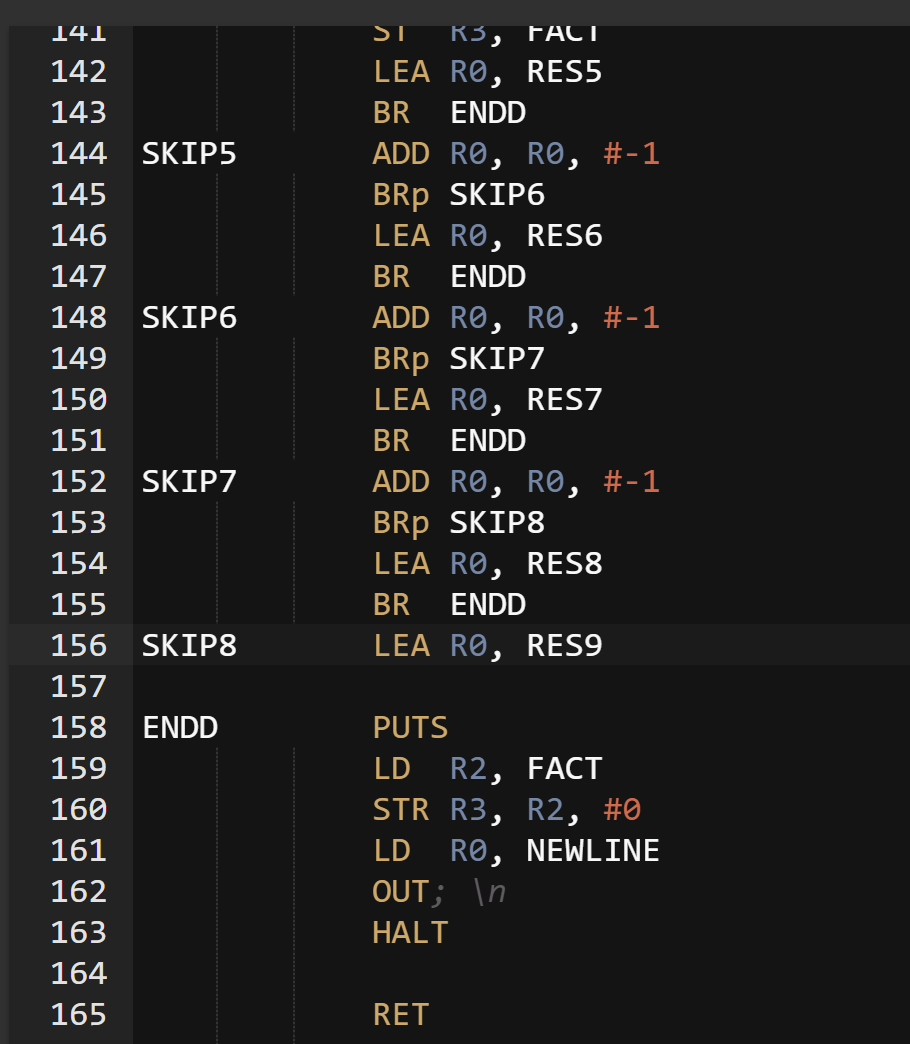 141 ST R3, FACT
142 LEA R0, RES5
143 BR ENDD
144 SKIP5 ADD R0, R0, #-1
145 BRp SKIP6
146 LEA R0, RES6
147 BR ENDD
148 SKIP6 ADD R0, R0, #-1
149 BRp SKIP7
150 LEA R0, RES7
151 BR ENDD
152 SKIP7 ADD R0, R0, #-1
153 BRp SKIP8
154 LEA R0, RES8
155 BR ENDD
156 SKIP8 LEA R0, RES9
157
158 ENDD PUTS
159 LD R2, FACT
160 STR R3, R2, #0
161 LD R0, NEWLINE
162 OUT; \n
163 HALT
164
165 RET